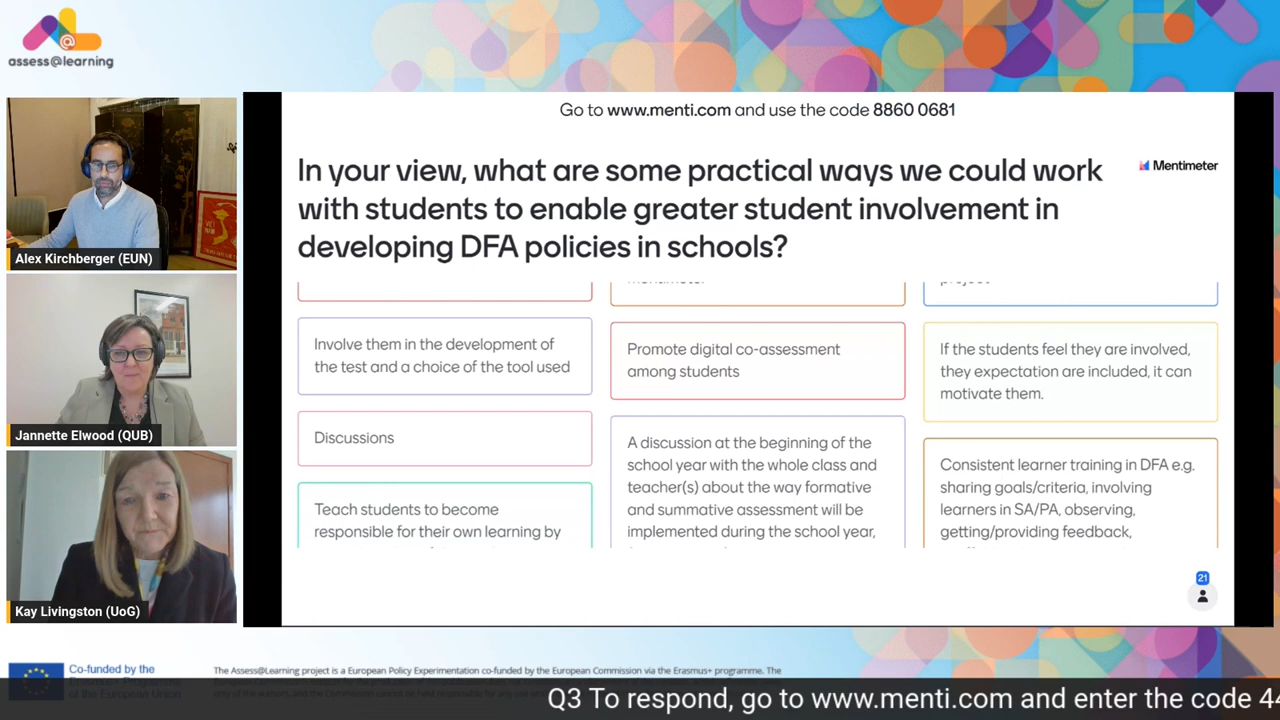 assess@learning
Alex Kirchberger (EUN)
Jannette Elwood (QUB)
Kay Livingston (UoG)
Go to www.menti.com and use the code 8860 0681
Mentimeter
In your view, what are some practical ways we could work
with students to enable greater student involvement in
developing DFA policies in schools?
project
Involve them in the development of
the test and a choice of the tool used
Discussions
Teach students to become
responsible for their own learning by
Promote digital co-assessment
among students
A discussion at the beginning of the
school year with the whole class and
teacher(s) about the way formative
and summative assessment will be
implemented during the school year,
If the students feel they are involved,
they expectation are included, it can
motivate them.
Consistent learner training in DFA e.g.
sharing goals/criteria, involving
learners in SA/PA, observing,
getting/providing feedback,
21
Co-funded by the
The Assess@Learning project is a European Policy Experimentation co-funded by the European Commission via the Erasmus+ programme. The
Q3 To respond, go to www.menti.com and enter the code 44